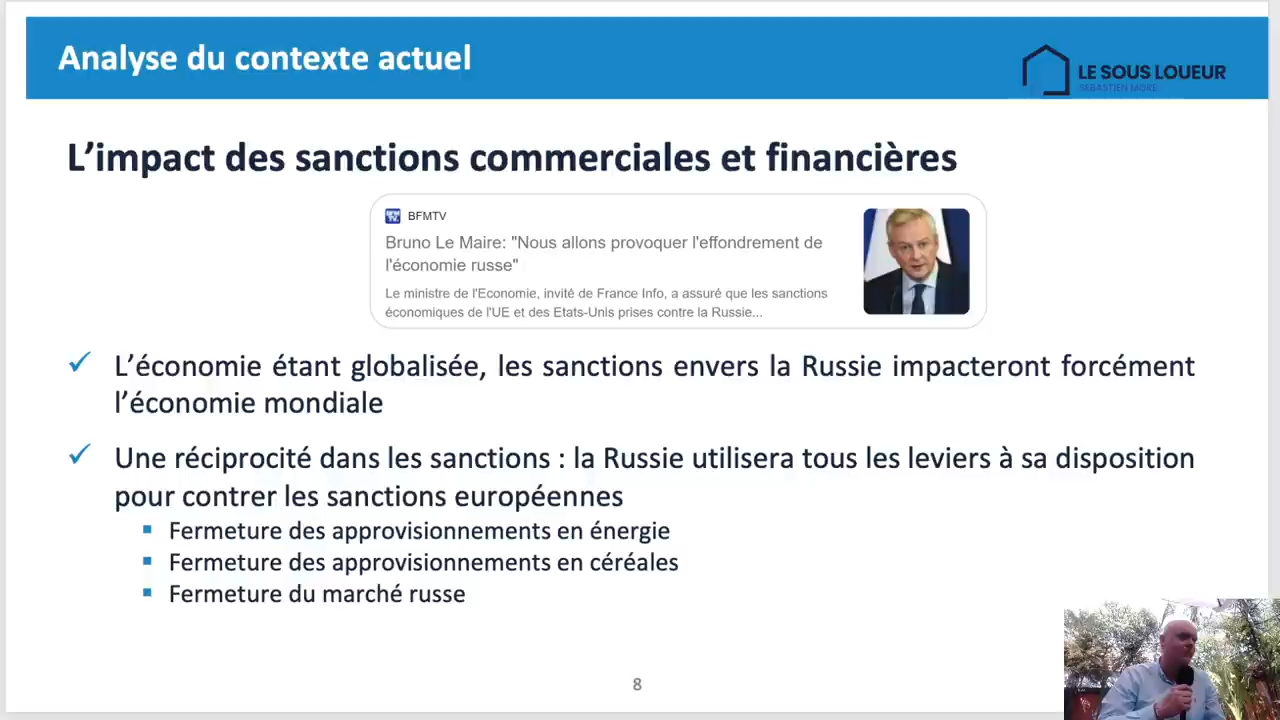 Analyse du contexte actuel
LE SOUS LOUEUR
SÉBASTIEN MORE
L’impact des sanctions commerciales et financières
BFM TV.
BFMTV
Bruno Le Maire: "Nous allons provoquer l'effondrement de
l'économie russe"
Le ministre de l'Economie, invité de France Info, a assuré que les sanctions
économiques de l'UE et des Etats-Unis prises contre la Russie...
L’économie étant globalisée, les sanctions envers la Russie impacteront forcément
l’économie mondiale
Une réciprocité dans les sanctions : la Russie utilisera tous les leviers à sa disposition
pour contrer les sanctions européennes
Fermeture des approvisionnements en énergie
Fermeture des approvisionnements en céréales
Fermeture du marché russe
8